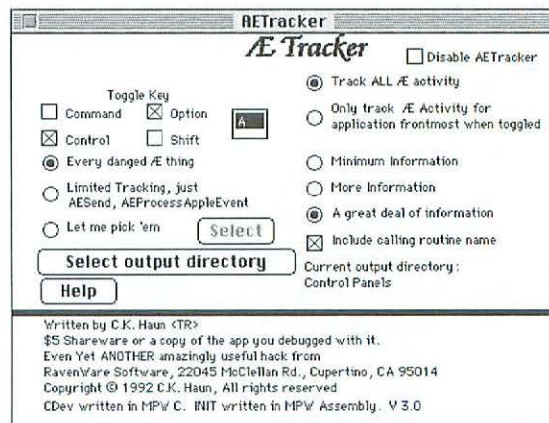 AETracker
Æ Tracker
Disable AETracker
Toggle Key
Command
Option
Control
Shift
A
Every danged Æ thing
Limited Tracking, just
AESend, AEProcessAppleEvent
Let me pick 'em
Select
Select output directory
Help
Track ALL Æ activity
Only track Æ Activity for
application frontmost when toggled
Minimum Information
More Information
A great deal of information
Include calling routine name
Current output directory:
Control Panels
Written by C.K. Haun <TR>
$5 Shareware or a copy of the app you debugged with it.
Even Yet ANOTHER amazingly useful hack from
RavenWare Software, 22045 McClellan Rd., Cupertino, CA 95014
Copyright © 1992 C.K. Haun, All rights reserved
CDev written in MPW C. INIT written in MPW Assembly. V 3.0